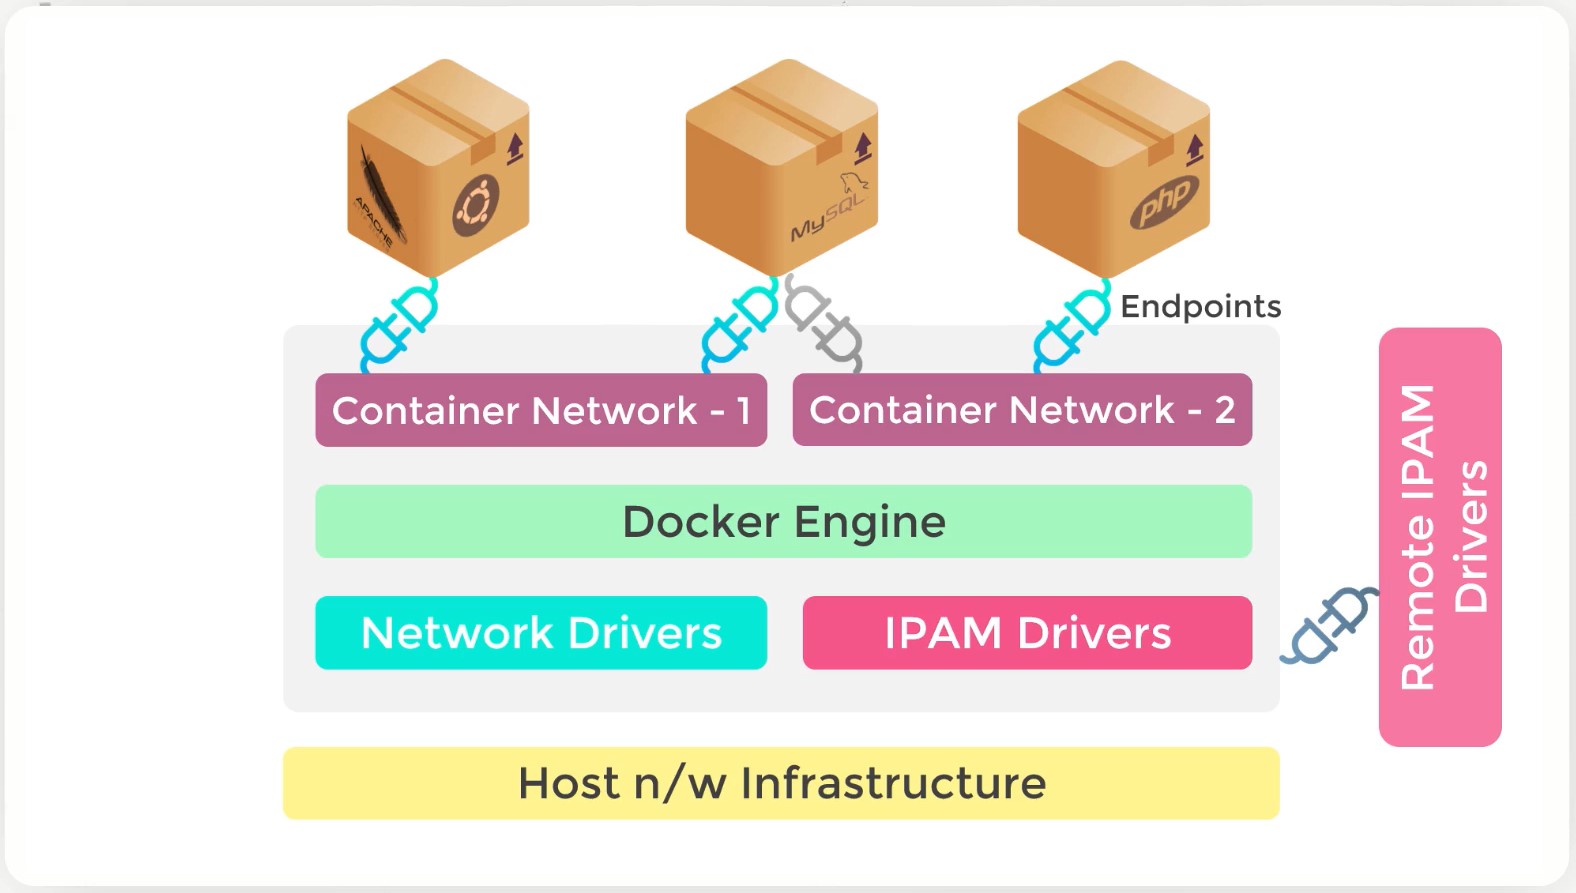 APACHE
MySQL
php
Endpoints
Container Network - 1
Container Network - 2
Docker Engine
Network Drivers
IPAM Drivers
Remote IPAM
Drivers
Host n/w Infrastructure